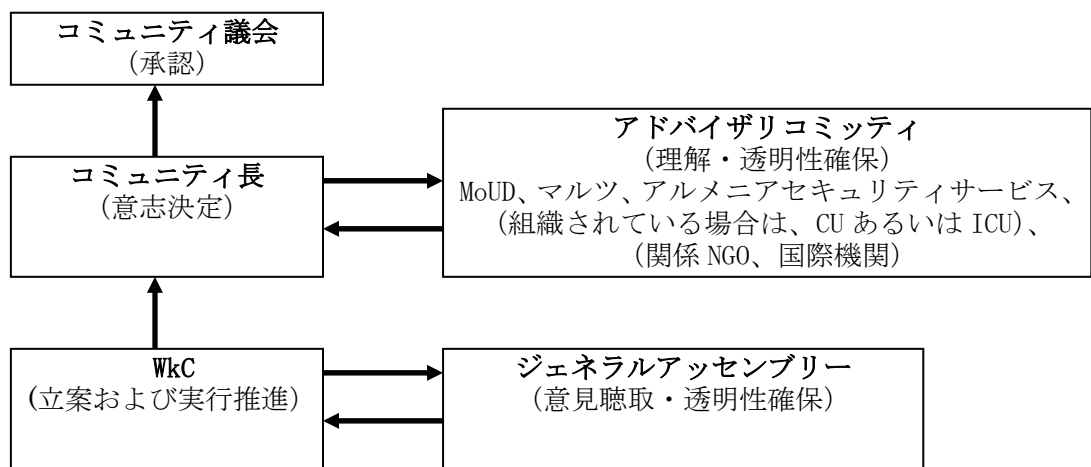 コミュニティ議会
（承認）
コミュニティ長
（意志決定）
アドバイザリコミッティ
（理解・透明性確保）
MoUD、マルツ、アルメニアセキュリティサービス、
（組織されている場合は、CU あるいは ICU）、
（関係 NGO、国際機関）
WkC
(立案および実行推進）
ジェネラルアッセンブリー
（意見聴取・透明性確保）